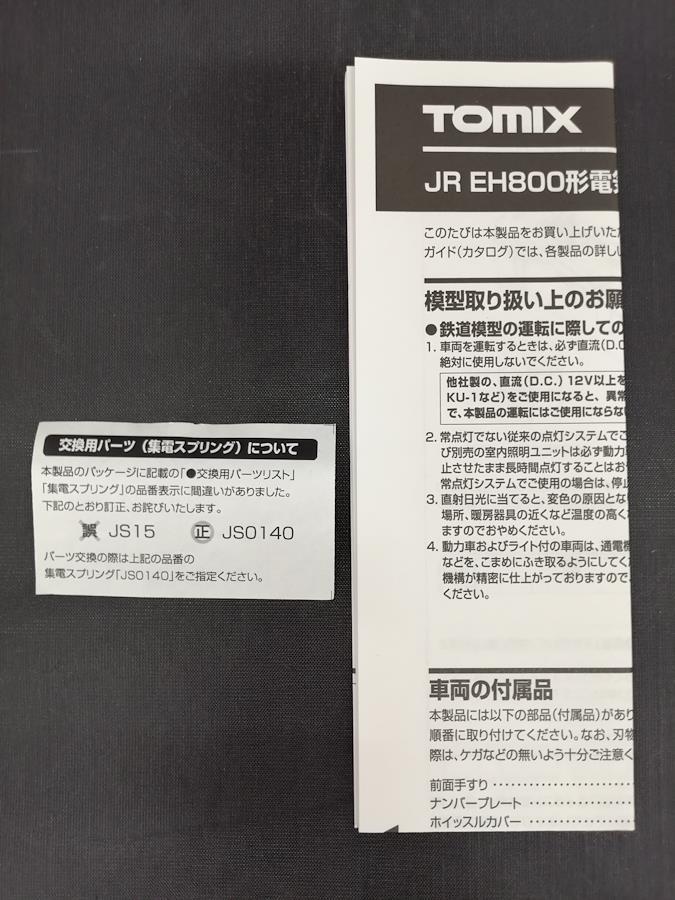 交換用パーツ（集電スプリング）について
本製品のパッケージに記載の「●交換用パーツリスト」
「集電スプリング」の品番表示に間違いがありました。
下記のとおり訂正、お詫びいたします。
誤 JS15 正 JS0140
パーツ交換の際は上記の品番の
集電スプリング「JS0140」をご指定ください。
TOMIX
JR EH800形電
このたびは本製品をお買い上げいた
ガイド（カタログ）では、各製品の詳し
模型取り扱い上のお願
●鉄道模型の運転に際しての
1. 車両を運転するときは、必ず直流（D.C
絶対に使用しないでください。
他社製の、直流（D.C.）12V以上を
KU-1など）をご使用になると、異常
で、本製品の運転にはご使用にならな
2. 常点灯でない従来の点灯システムでご
び別売の室内照明ユニットは必ず動力
止させたまま長時間点灯することはお
常点灯システムでご使用の場合は、停
3. 直射日光に当てると、変色の原因とな
場所、暖房器具の近くなど温度の高く
ますのでおやめください。
4. 動力車およびライト付の車両は、通電
などを、こまめにふき取るようにしてく
機構が精密に仕上がっておりますので
ください。
車両の付属品
本製品には以下の部品（付属品）があ
順番に取り付けてください。なお、刃物
際は、ケガなどの無いよう十分ご注意く
前面手すり
ナンバープレート
ホイッスルカバー